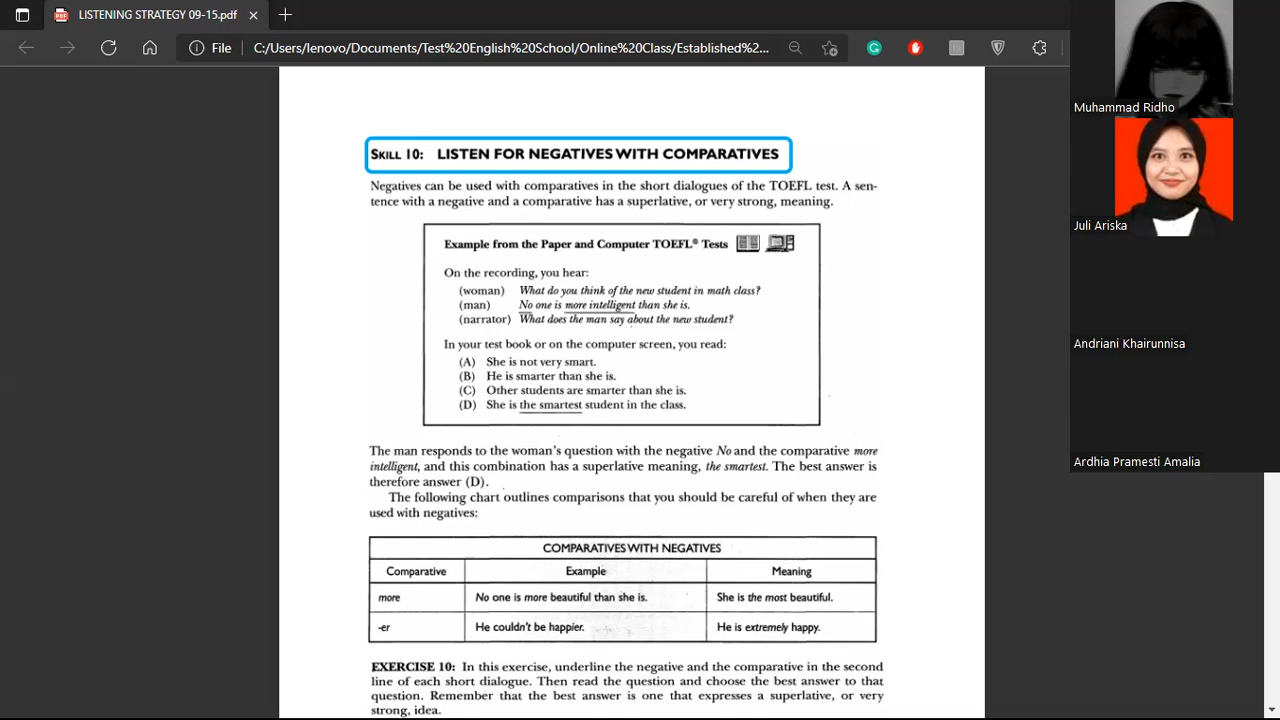 LISTENING STRATEGY 09-15.pdf
File
C:/Users/lenovo/Documents/Test%20English%20School/Online%20Class/Established%2...
SKILL 10: LISTEN FOR NEGATIVES WITH COMPARATIVES
Negatives can be used with comparatives in the short dialogues of the TOEFL test. A sen-
tence with a negative and a comparative has a superlative, or very strong, meaning.
Example from the Paper and Computer TOEFL® Tests
On the recording, you hear:
(woman) What do you think of the new student in math class?
(man) No one is more intelligent than she is.
(narrator) What does the man say about the new student?
In your test book or on the computer screen, you read:
(A) She is not very smart.
(B) He is smarter than she is.
(C) Other students are smarter than she is.
(D) She is the smartest student in the class.
The man responds to the woman's question with the negative No and the comparative more
intelligent, and this combination has a superlative meaning, the smartest. The best answer is
therefore answer (D).
The following chart outlines comparisons that you should be careful of when they are
used with negatives:
COMPARATIVES WITH NEGATIVES
Comparative Example Meaning
more No one is more beautiful than she is. She is the most beautiful.
-er He couldn't be happier. He is extremely happy.
EXERCISE 10: In this exercise, underline the negative and the comparative in the second
line of each short dialogue. Then read the question and choose the best answer to that
question. Remember that the best answer is one that expresses a superlative, or very
strong, idea.
Muhammad Ridho
Juli Ariska
Andriani Khairunnisa
Ardhia Pramesti Amalia